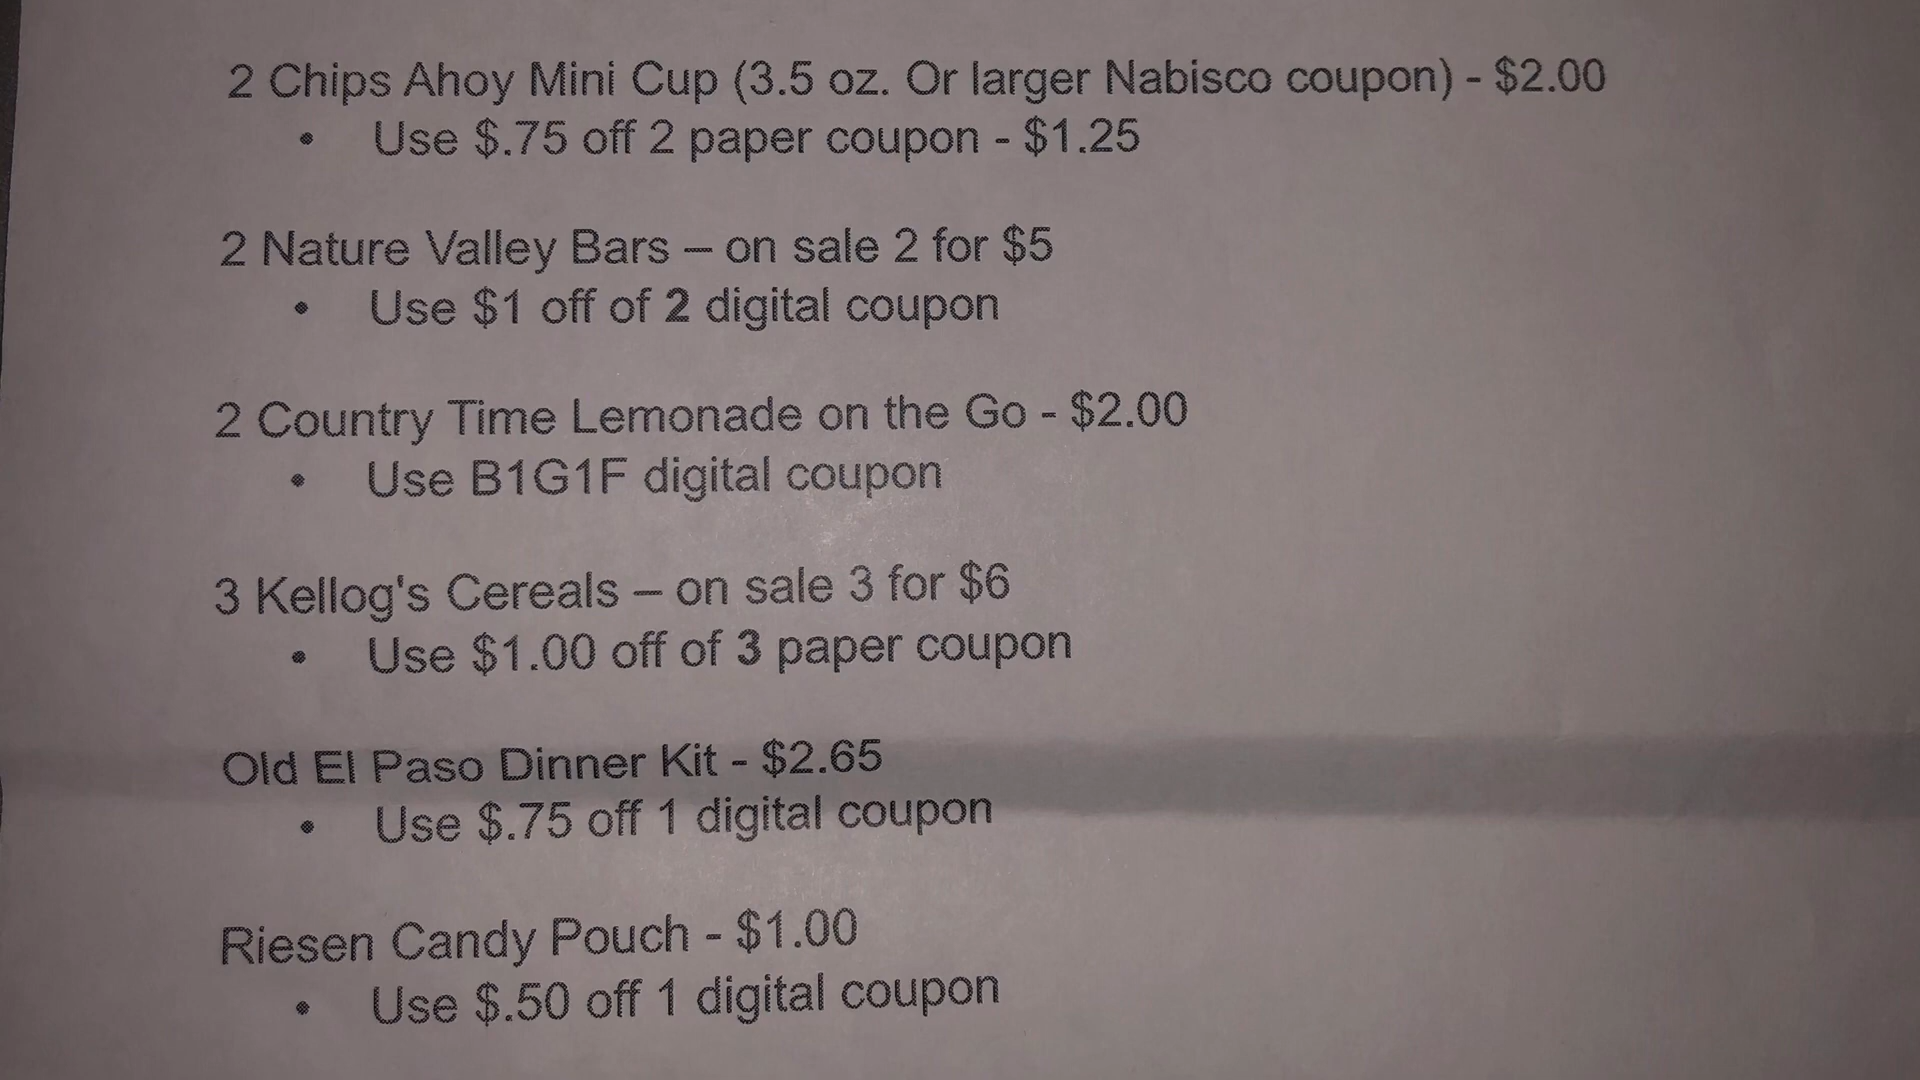 2 Chips Ahoy Mini Cup (3.5 oz. Or larger Nabisco coupon) - $2.00
• Use $.75 off 2 paper coupon - $1.25
2 Nature Valley Bars – on sale 2 for $5
• Use $1 off of 2 digital coupon
2 Country Time Lemonade on the Go - $2.00
• Use B1G1F digital coupon
3 Kellog's Cereals – on sale 3 for $6
• Use $1.00 off of 3 paper coupon
Old El Paso Dinner Kit - $2.65
• Use $.75 off 1 digital coupon
Riesen Candy Pouch - $1.00
• Use $.50 off 1 digital coupon